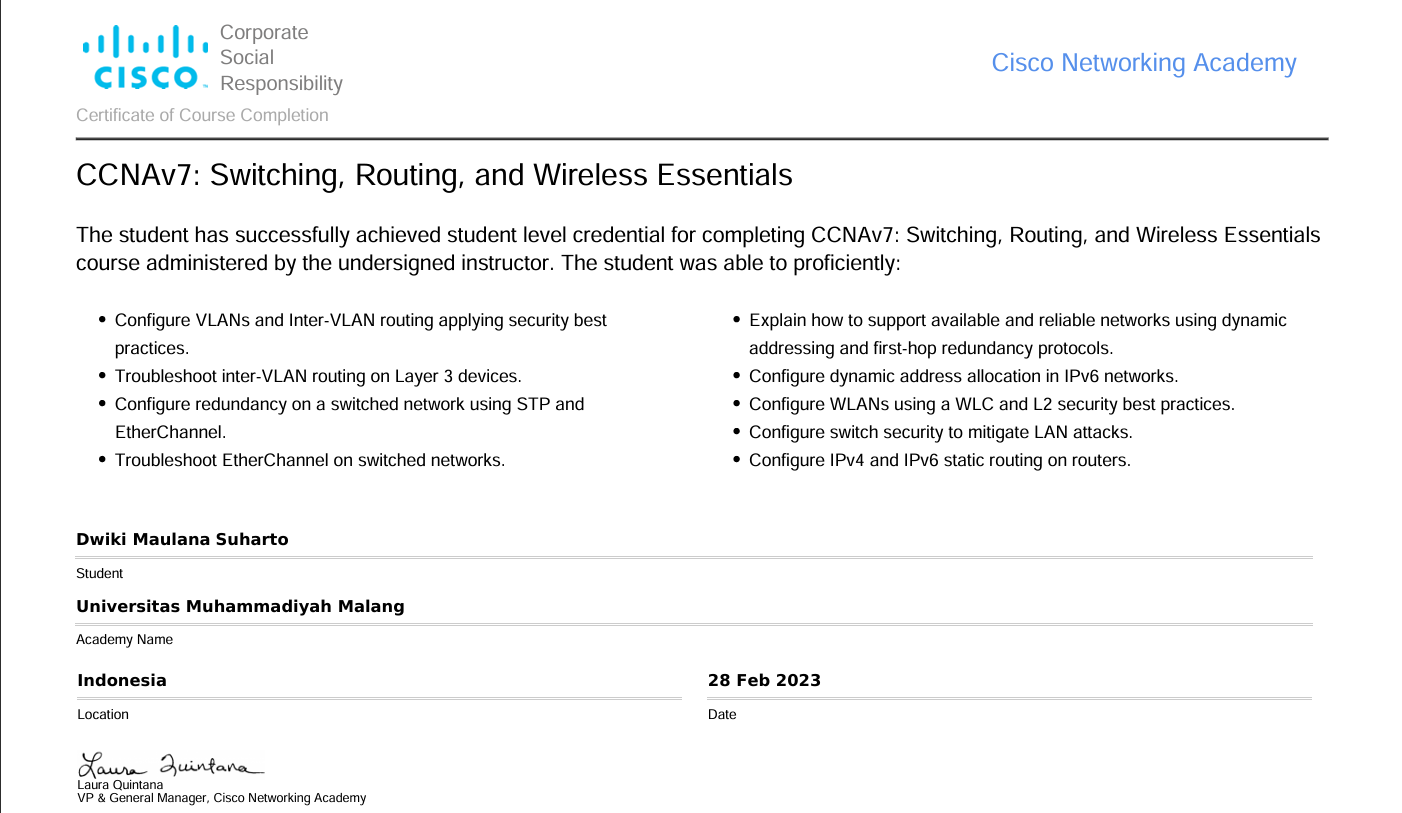 CISCO
Corporate
Social
Responsibility
Cisco Networking Academy
Certificate of Course Completion
CCNAv7: Switching, Routing, and Wireless Essentials
The student has successfully achieved student level credential for completing CCNAv7: Switching, Routing, and Wireless Essentials
course administered by the undersigned instructor. The student was able to proficiently:
• Configure VLANs and Inter-VLAN routing applying security best
practices.
• Troubleshoot inter-VLAN routing on Layer 3 devices.
• Configure redundancy on a switched network using STP and
EtherChannel.
• Troubleshoot EtherChannel on switched networks.
• Explain how to support available and reliable networks using dynamic
addressing and first-hop redundancy protocols.
• Configure dynamic address allocation in IPv6 networks.
• Configure WLANs using a WLC and L2 security best practices.
• Configure switch security to mitigate LAN attacks.
• Configure IPv4 and IPv6 static routing on routers.
Dwiki Maulana Suharto
Student
Universitas Muhammadiyah Malang
Academy Name
Indonesia
Location
28 Feb 2023
Date
Laura Quintana
Laura Quintana
VP & General Manager, Cisco Networking Academy